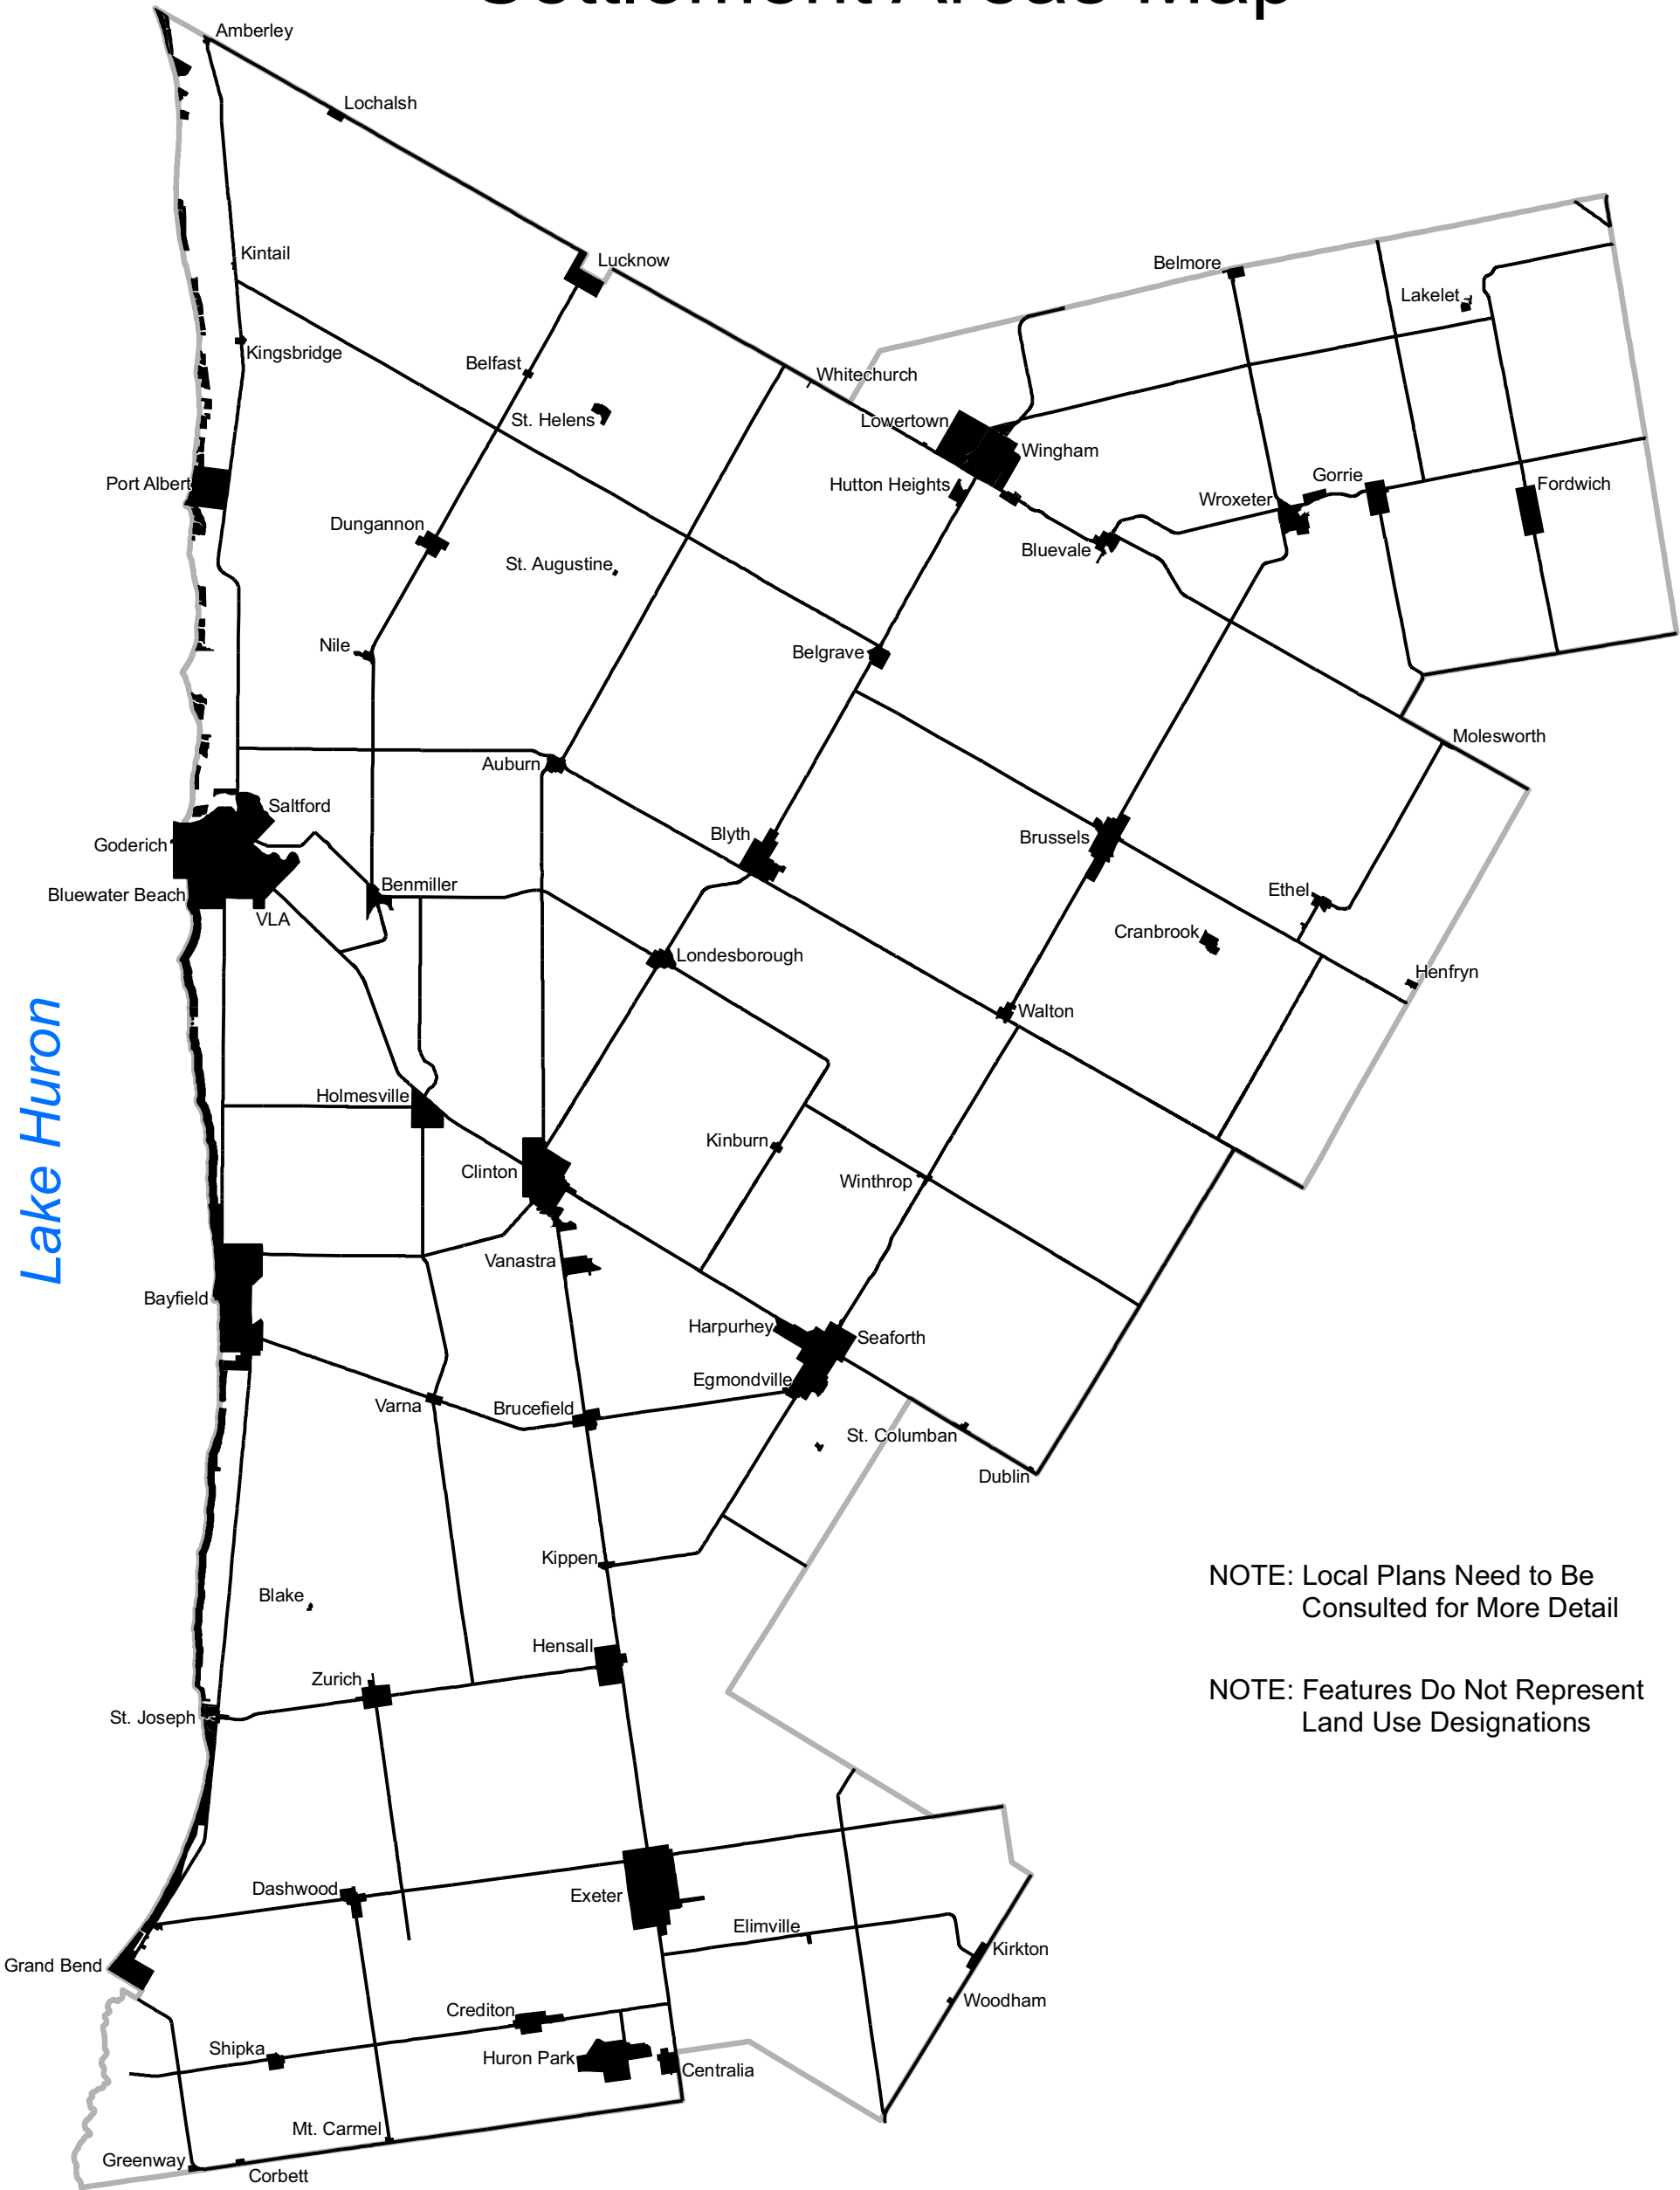 Settlement Areas Map
Amberley
Lochalsh
Kintail
Lucknow
Belmore
Lakelet
Kingsbridge
Belfast
Whitechurch
St. Helens
Lowertown
Wingham
Port Albert
Hutton Heights
Gorrie
Fordwich
Wroxeter
Dungannon
Bluevale
St. Augustine
Nile
Belgrave
Molesworth
Auburn
Saltford
Goderich
Blyth
Brussels
Bluewater Beach
Benmiller
Ethel
VLA
Cranbrook
Londesborough
Henfryn
Walton
Lake Huron
Holmesville
Kinburn
Clinton
Winthrop
Vanastra
Bayfield
Harpurhey
Seaforth
Egmondville
Varna
Brucefield
St. Columban
Dublin
Kippen
NOTE: Local Plans Need to Be
Consulted for More Detail
Blake
Hensall
Zurich
NOTE: Features Do Not Represent
Land Use Designations
St. Joseph
Dashwood
Exeter
Elimville
Kirkton
Grand Bend
Woodham
Crediton
Shipka
Huron Park
Centralia
Mt. Carmel
Greenway
Corbett